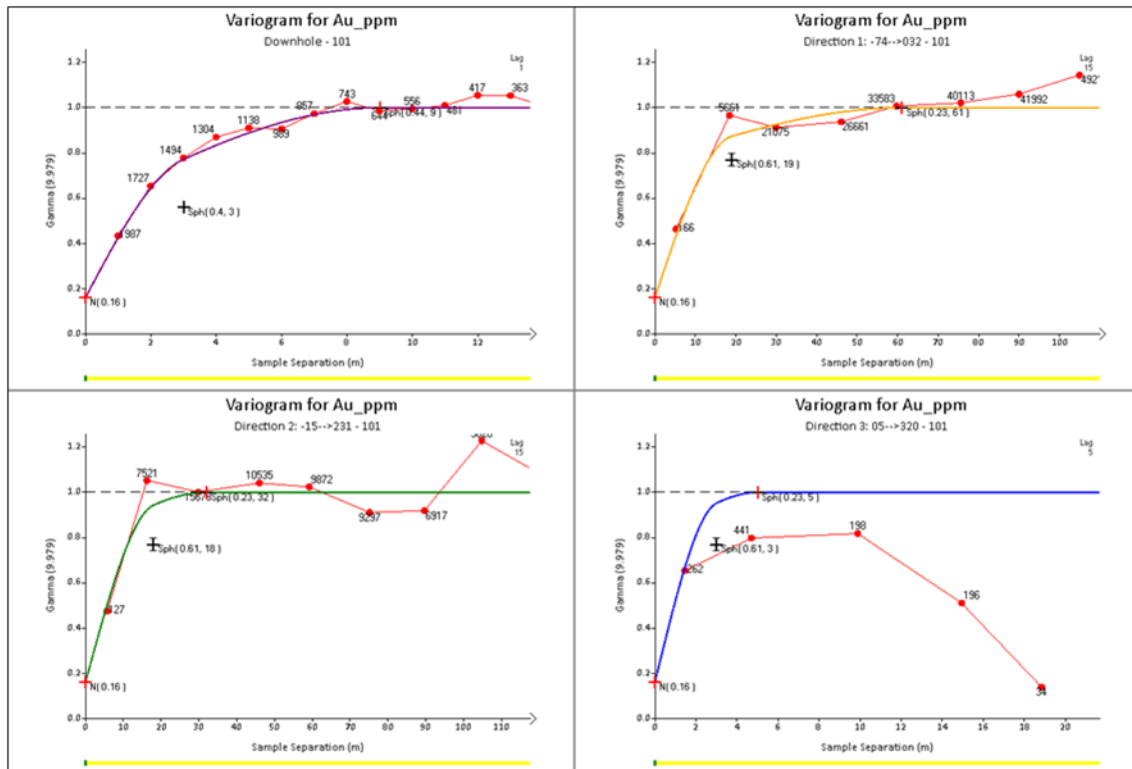 Variogram for Au_ppm
Downhole - 101
Lag
1
Gamma (9.979)
1.2
1.0
0.8
0.6
0.4
0.2
0.0
987
1727
1494
1304
1138
989
857
743
644
556
481
417
363
Sph( 0.44, 9 )
Sph( 0.4, 3 )
N( 0.16 )
0 2 4 6 8 10 12
Sample Separation (m)
Variogram for Au_ppm
Direction 1: -74-->032 - 101
Lag
15
Gamma (9.979)
1.2
1.0
0.8
0.6
0.4
0.2
0.0
166
5661
21875
26661
33583
40113
41992
492
Sph( 0.23, 61 )
Sph( 0.61, 19 )
N( 0.16 )
0 10 20 30 40 50 60 70 80 90 100
Sample Separation (m)
Variogram for Au_ppm
Direction 2: -15-->231 - 101
Lag
15
Gamma (9.979)
1.2
1.0
0.8
0.6
0.4
0.2
0.0
127
7521
10535
9872
9297
6917
Sph( 0.23, 32 )
Sph( 0.61, 18 )
N( 0.16 )
0 10 20 30 40 50 60 70 80 90 100 110
Sample Separation (m)
Variogram for Au_ppm
Direction 3: 05-->320 - 101
Lag
5
Gamma (9.979)
1.2
1.0
0.8
0.6
0.4
0.2
0.0
262
441
198
196
34
Sph( 0.23, 5 )
Sph( 0.61, 3 )
N( 0.16 )
0 2 4 6 8 10 12 14 16 18 20
Sample Separation (m)